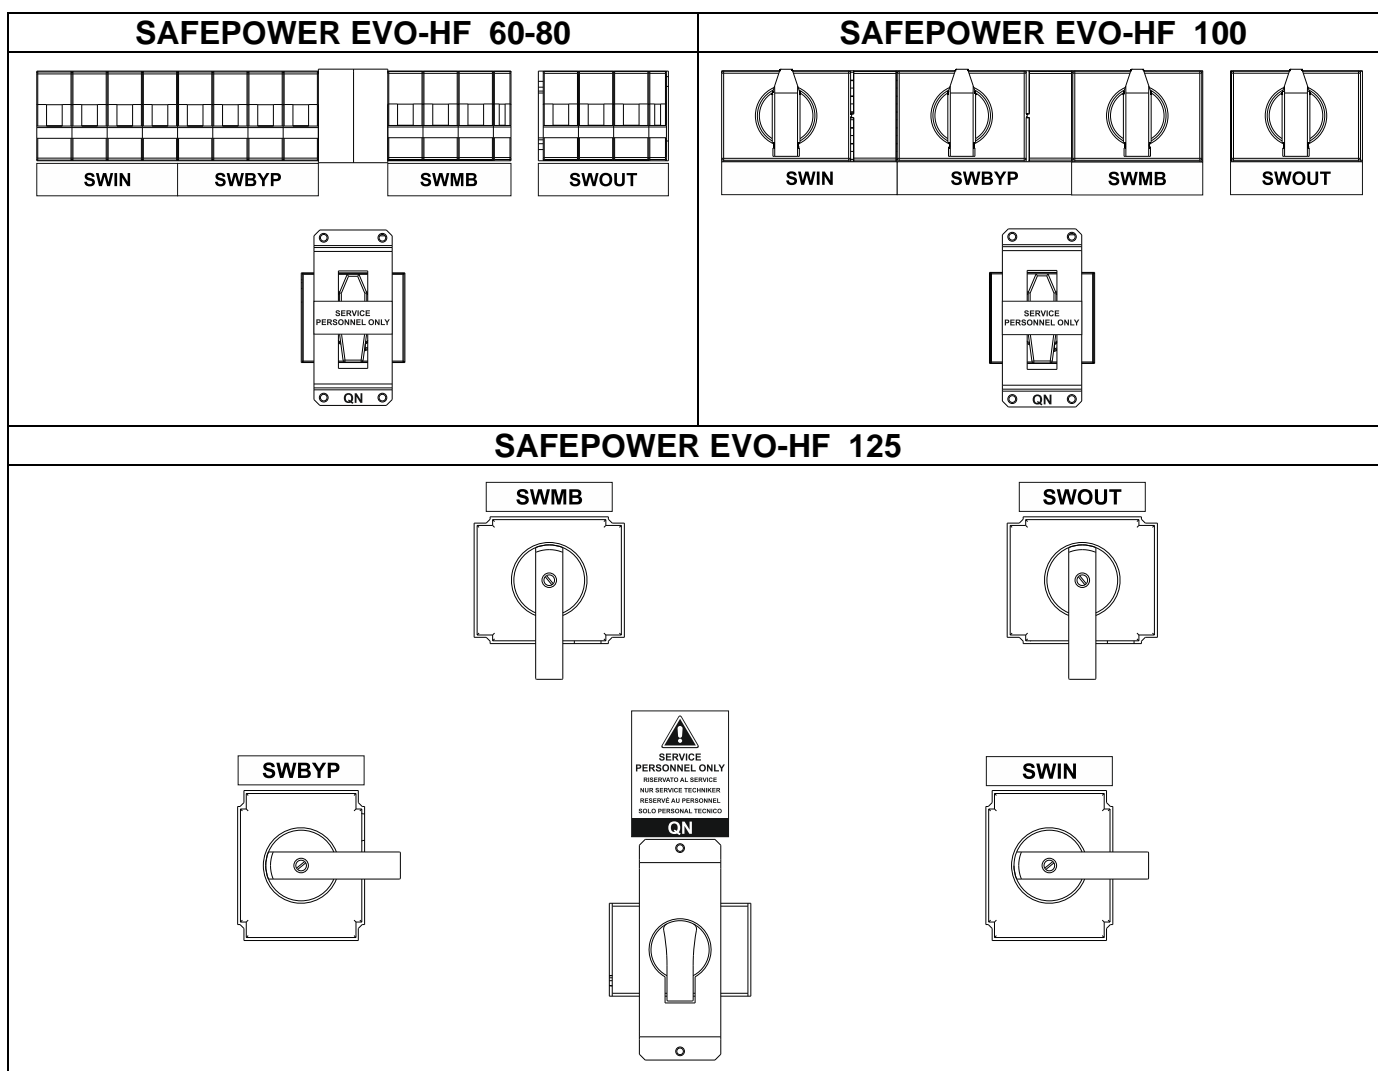 SAFEPOWER EVO-HF 60-80
SAFEPOWER EVO-HF 100
SWIN
SWBYP
SWMB
SWOUT
SWIN
SWBYP
SWMB
SWOUT
SERVICE
PERSONNEL ONLY
QN
SERVICE
PERSONNEL ONLY
QN
SAFEPOWER EVO-HF 125
SWMB
SWOUT
SWBYP
SERVICE
PERSONNEL ONLY
RISERVATO AL SERVICE
NUR SERVICE TECHNIKER
RESERVÉ AU PERSONNEL
SOLO PERSONAL TECNICO
QN
SWIN